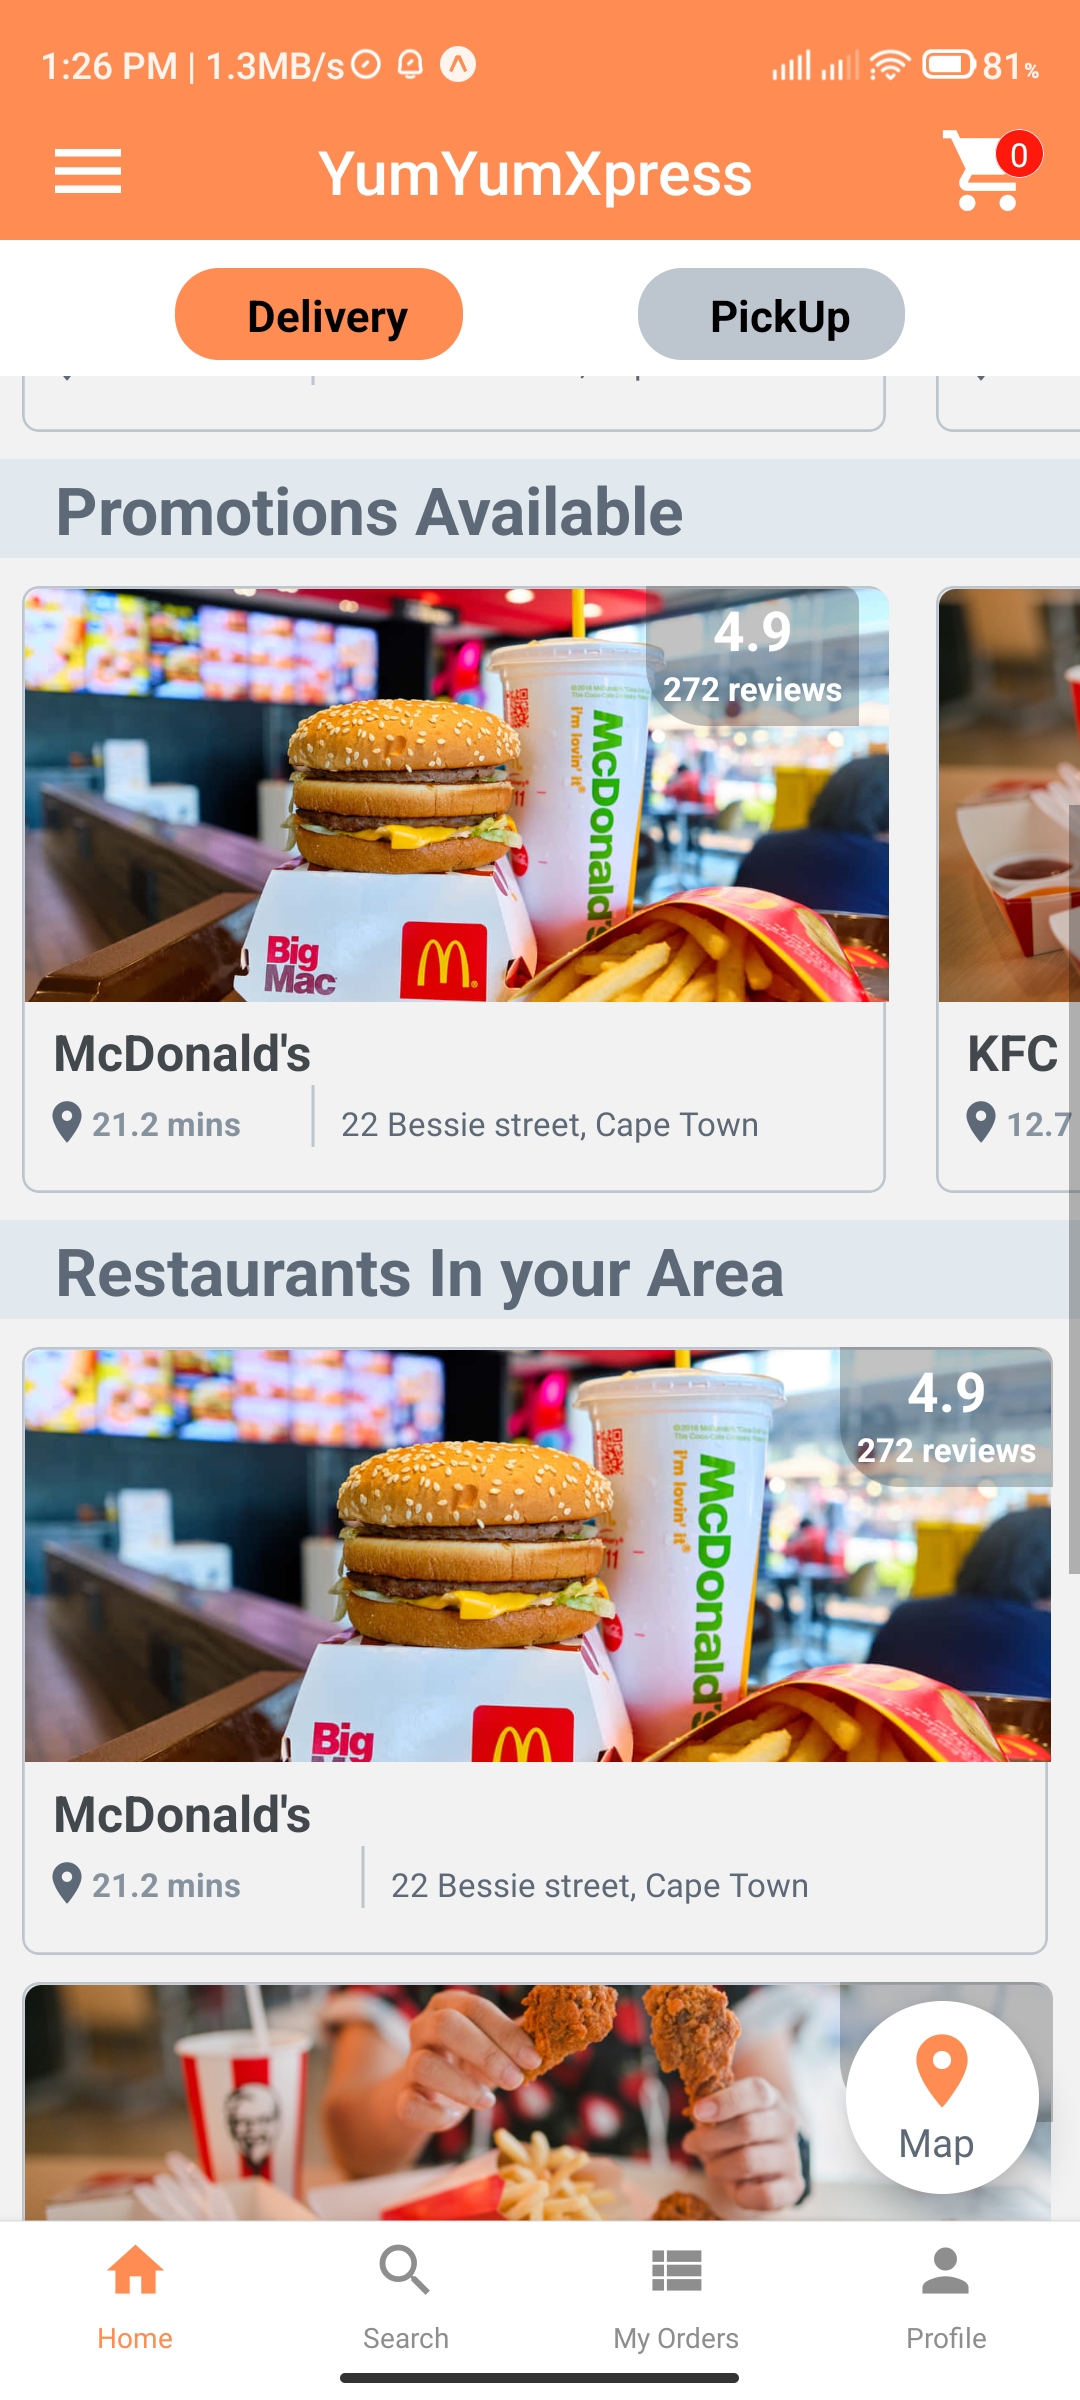 1:26 PM | 1.3MB/s
81%
YumYumXpress
0
Delivery
PickUp
Promotions Available
4.9
272 reviews
McDonald's
i'm lovin' it
Big
Mac
McDonald's
21.2 mins
22 Bessie street, Cape Town
KFC
12.7
Restaurants In your Area
4.9
272 reviews
McDonald's
i'm lovin' it
Big
McDonald's
21.2 mins
22 Bessie street, Cape Town
Map
Home
Search
My Orders
Profile